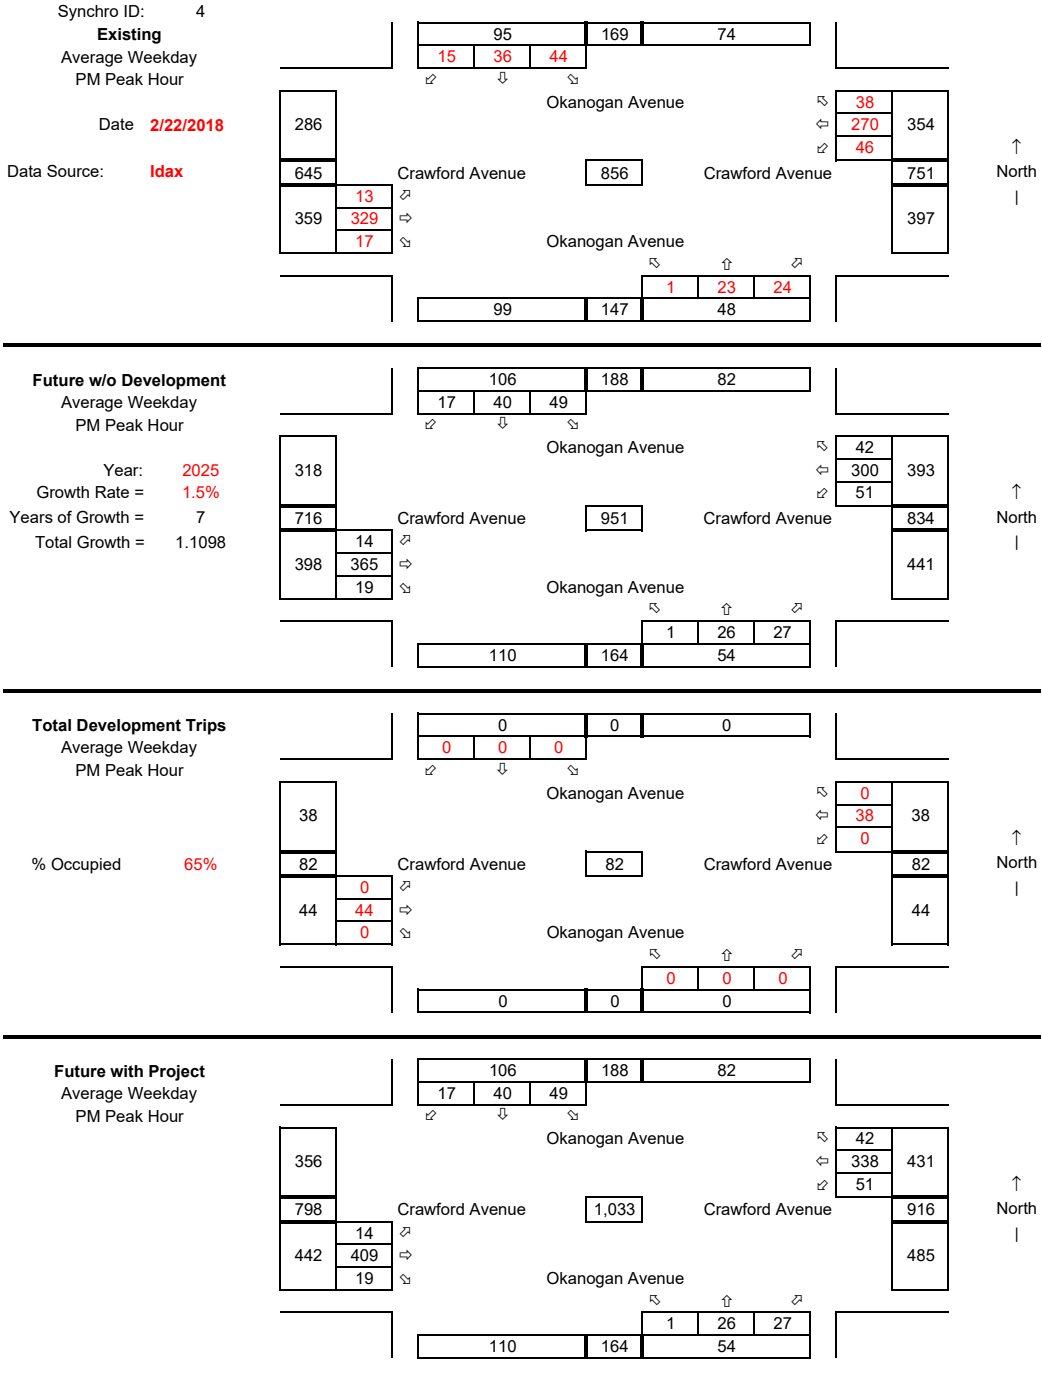 Synchro ID: 4
Existing
95 169 74
Average Weekday
15 36 44
PM Peak Hour
⬃ ⇩ ⬂
Okanogan Avenue ⬁ 38
Date 2/22/2018 286 ⇦ 270 354
⬃ 46 ↑
Data Source: Idax 645 Crawford Avenue 856 Crawford Avenue 751 North
13 ⬀ |
359 329 ⇨ 397
17 ⬂ Okanogan Avenue
⬁ ⇧ ⬀
1 23 24
99 147 48
Future w/o Development 106 188 82
Average Weekday 17 40 49
PM Peak Hour ⬃ ⇩ ⬂
Okanogan Avenue ⬁ 42
Year: 2025 318 ⇦ 300 393
Growth Rate = 1.5% ⬃ 51 ↑
Years of Growth = 7 716 Crawford Avenue 951 Crawford Avenue 834 North
Total Growth = 1.1098 14 ⬀ |
398 365 ⇨ 441
19 ⬂ Okanogan Avenue
⬁ ⇧ ⬀
1 26 27
110 164 54
Total Development Trips 0 0 0
Average Weekday 0 0 0
PM Peak Hour ⬃ ⇩ ⬂
Okanogan Avenue ⬁ 0
38 ⇦ 38 38
⬃ 0 ↑
% Occupied 65% 82 Crawford Avenue 82 Crawford Avenue 82 North
0 ⬀ |
44 44 ⇨ 44
0 ⬂ Okanogan Avenue
⬁ ⇧ ⬀
0 0 0
0 0 0
Future with Project 106 188 82
Average Weekday 17 40 49
PM Peak Hour ⬃ ⇩ ⬂
Okanogan Avenue ⬁ 42
356 ⇦ 338 431
⬃ 51 ↑
798 Crawford Avenue 1,033 Crawford Avenue 916 North
14 ⬀ |
442 409 ⇨ 485
19 ⬂ Okanogan Avenue
⬁ ⇧ ⬀
1 26 27
110 164 54